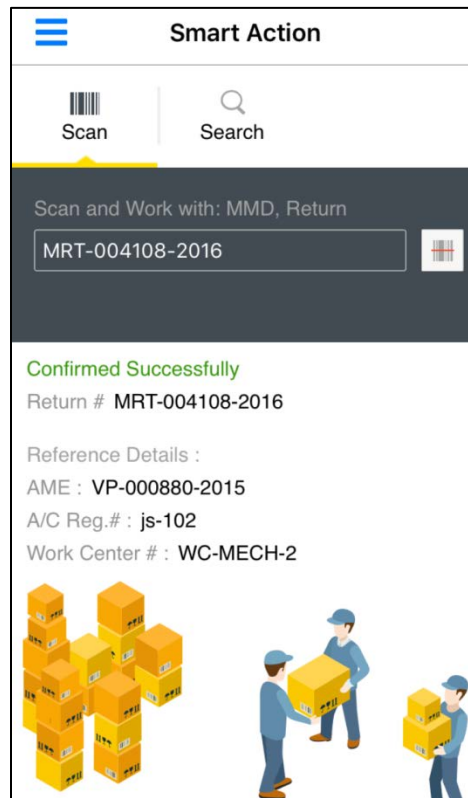 Smart Action
Scan
Search
Scan and Work with: MMD, Return
MRT-004108-2016
Confirmed Successfully
Return # MRT-004108-2016
Reference Details :
AME : VP-000880-2015
A/C Reg.# : js-102
Work Center # : WC-MECH-2